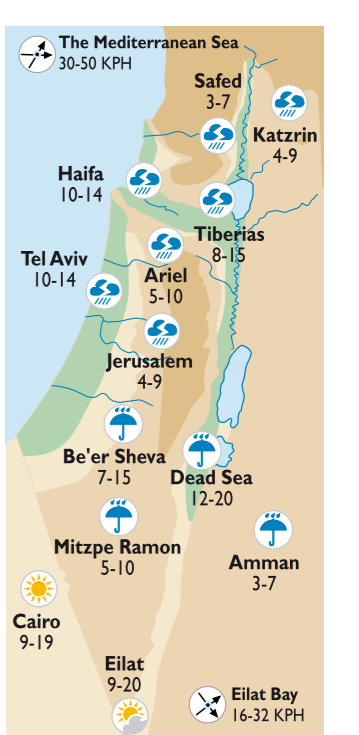 The Mediterranean Sea
30-50 KPH
Safed
3-7
Katzrin
4-9
Haifa
10-14
Tiberias
8-15
Tel Aviv
10-14
Ariel
5-10
Jerusalem
4-9
Be'er Sheva
7-15
Dead Sea
12-20
Mitzpe Ramon
5-10
Amman
3-7
Cairo
9-19
Eilat
9-20
Eilat Bay
16-32 KPH